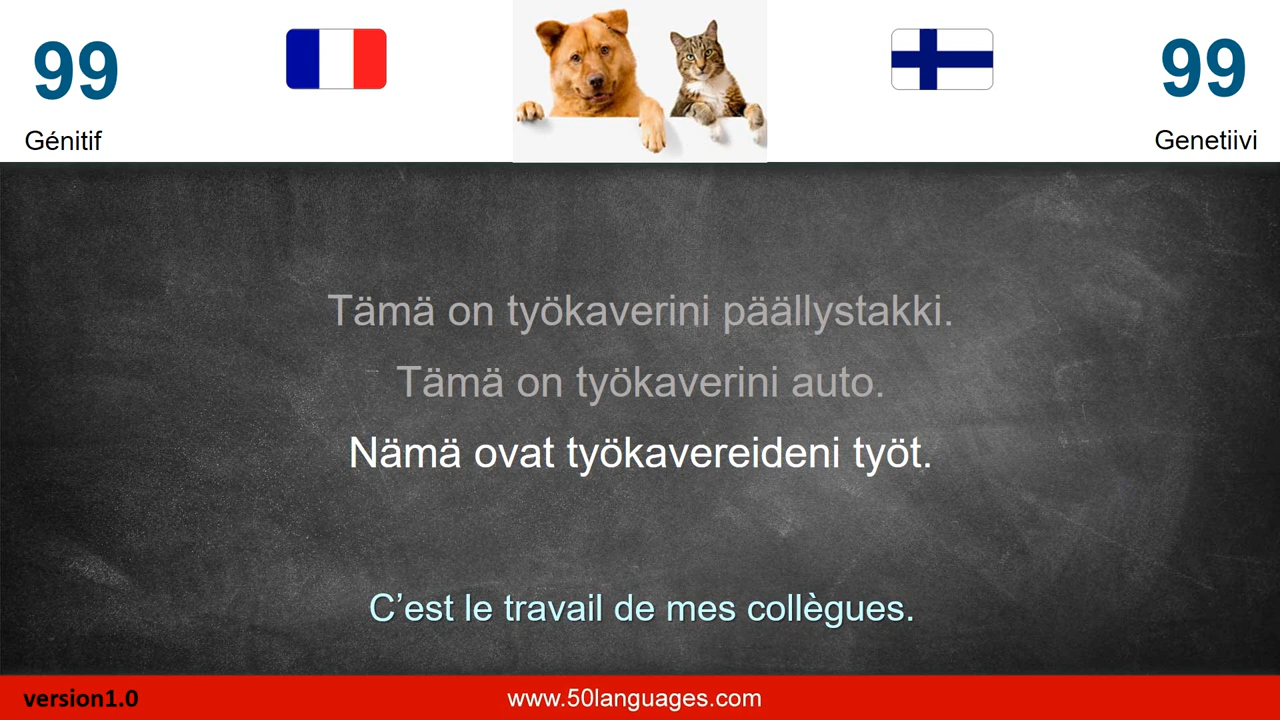 99
99
Génitif
Genetiivi
Tämä on työkaverini päällystakki.
Tämä on työkaverini auto.
Nämä ovat työkavereideni työt.
C’est le travail de mes collègues.
version1.0
www.50languages.com